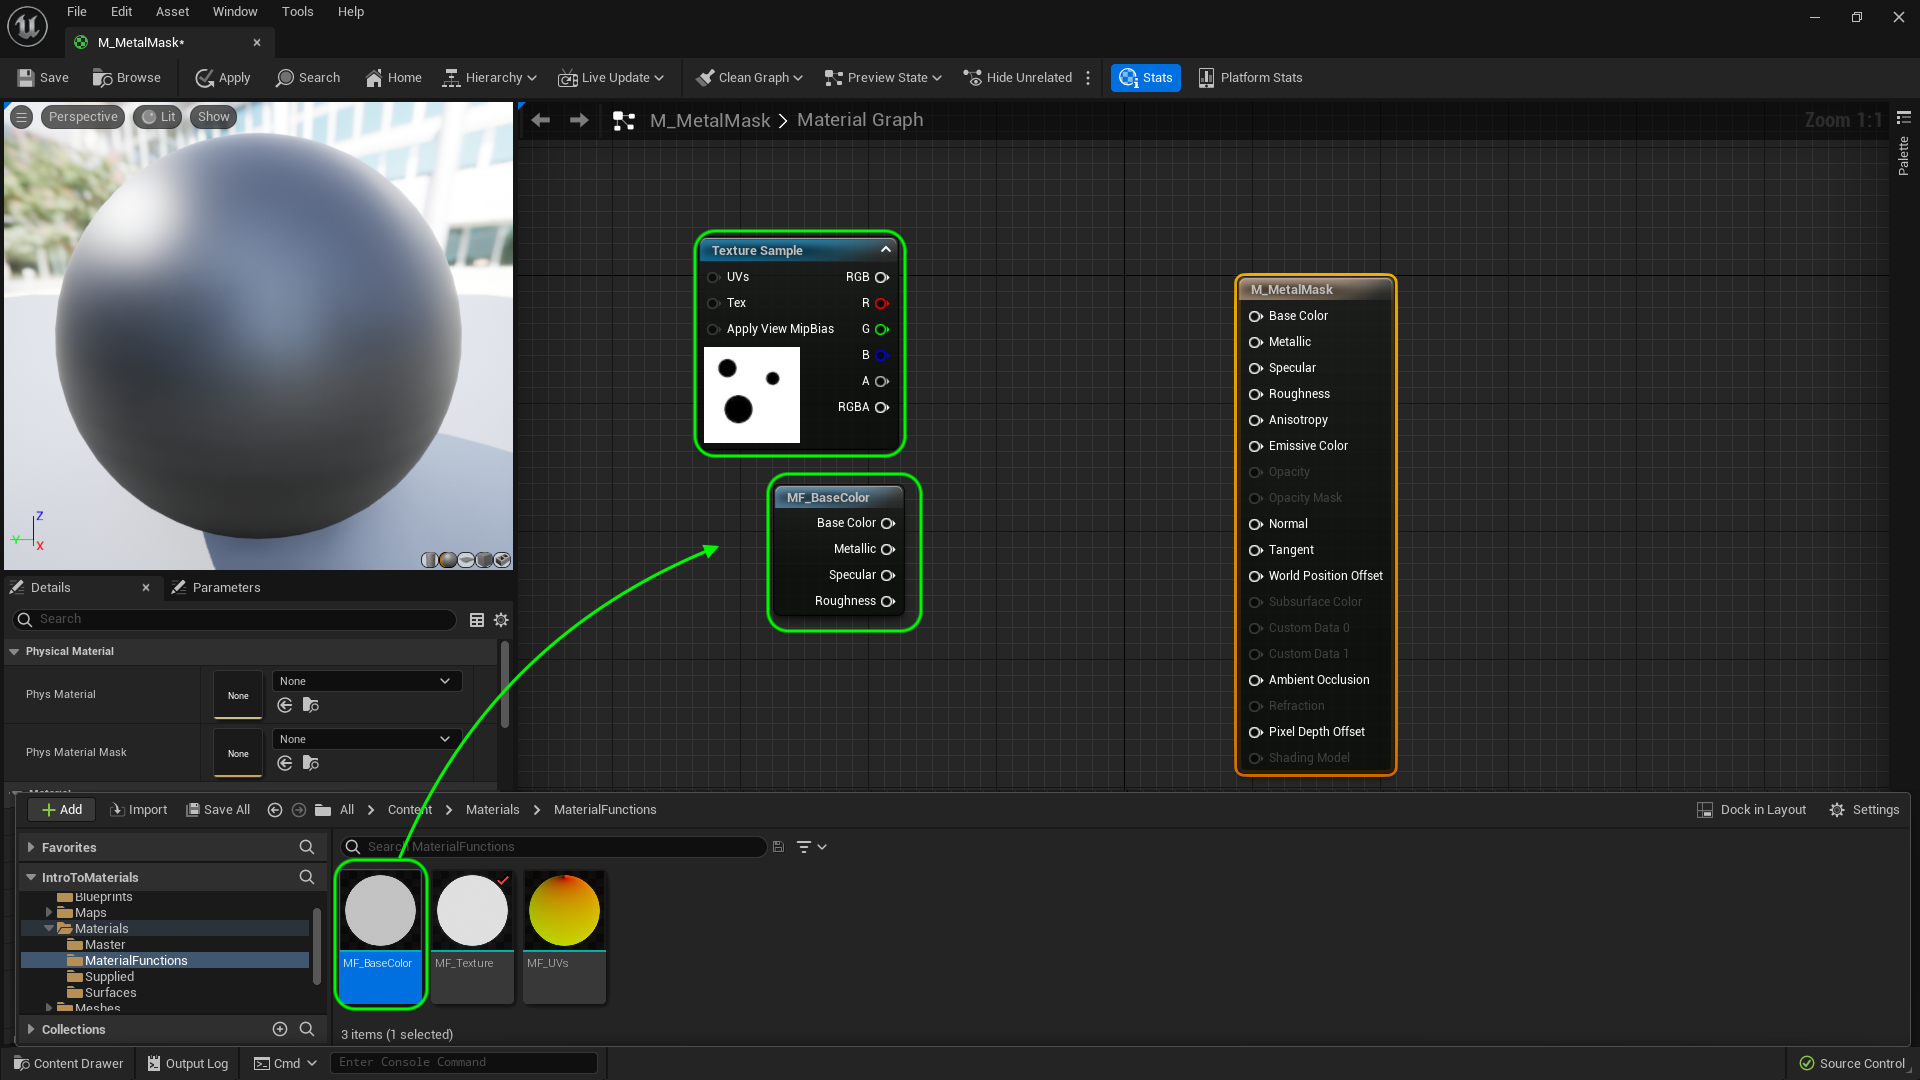 File Edit Asset Window Tools Help
M_MetalMask*
Save Browse Apply Search Home Hierarchy Live Update Clean Graph Preview State Hide Unrelated Stats Platform Stats
Perspective Lit Show
M_MetalMask > Material Graph
Zoom 1:1
Palette
Texture Sample
UVs RGB
Tex R
Apply View MipBias G
B
A
RGBA
MF_BaseColor
Base Color
Metallic
Specular
Roughness
M_MetalMask
Base Color
Metallic
Specular
Roughness
Anisotropy
Emissive Color
Opacity
Opacity Mask
Normal
Tangent
World Position Offset
Subsurface Color
Custom Data 0
Custom Data 1
Ambient Occlusion
Refraction
Pixel Depth Offset
Shading Model
Z
Y
X
Details Parameters
Search
Physical Material
Phys Material None None
Phys Material Mask None None
Add Import Save All All > Content > Materials > MaterialFunctions Dock in Layout Settings
Favorites
IntroToMaterials
Blueprints
Maps
Materials
Master
MaterialFunctions
Supplied
Surfaces
Meshes
Collections
Search MaterialFunctions
MF_BaseColor MF_Texture MF_UVs
3 items (1 selected)
Content Drawer Output Log Cmd Enter Console Command Source Control